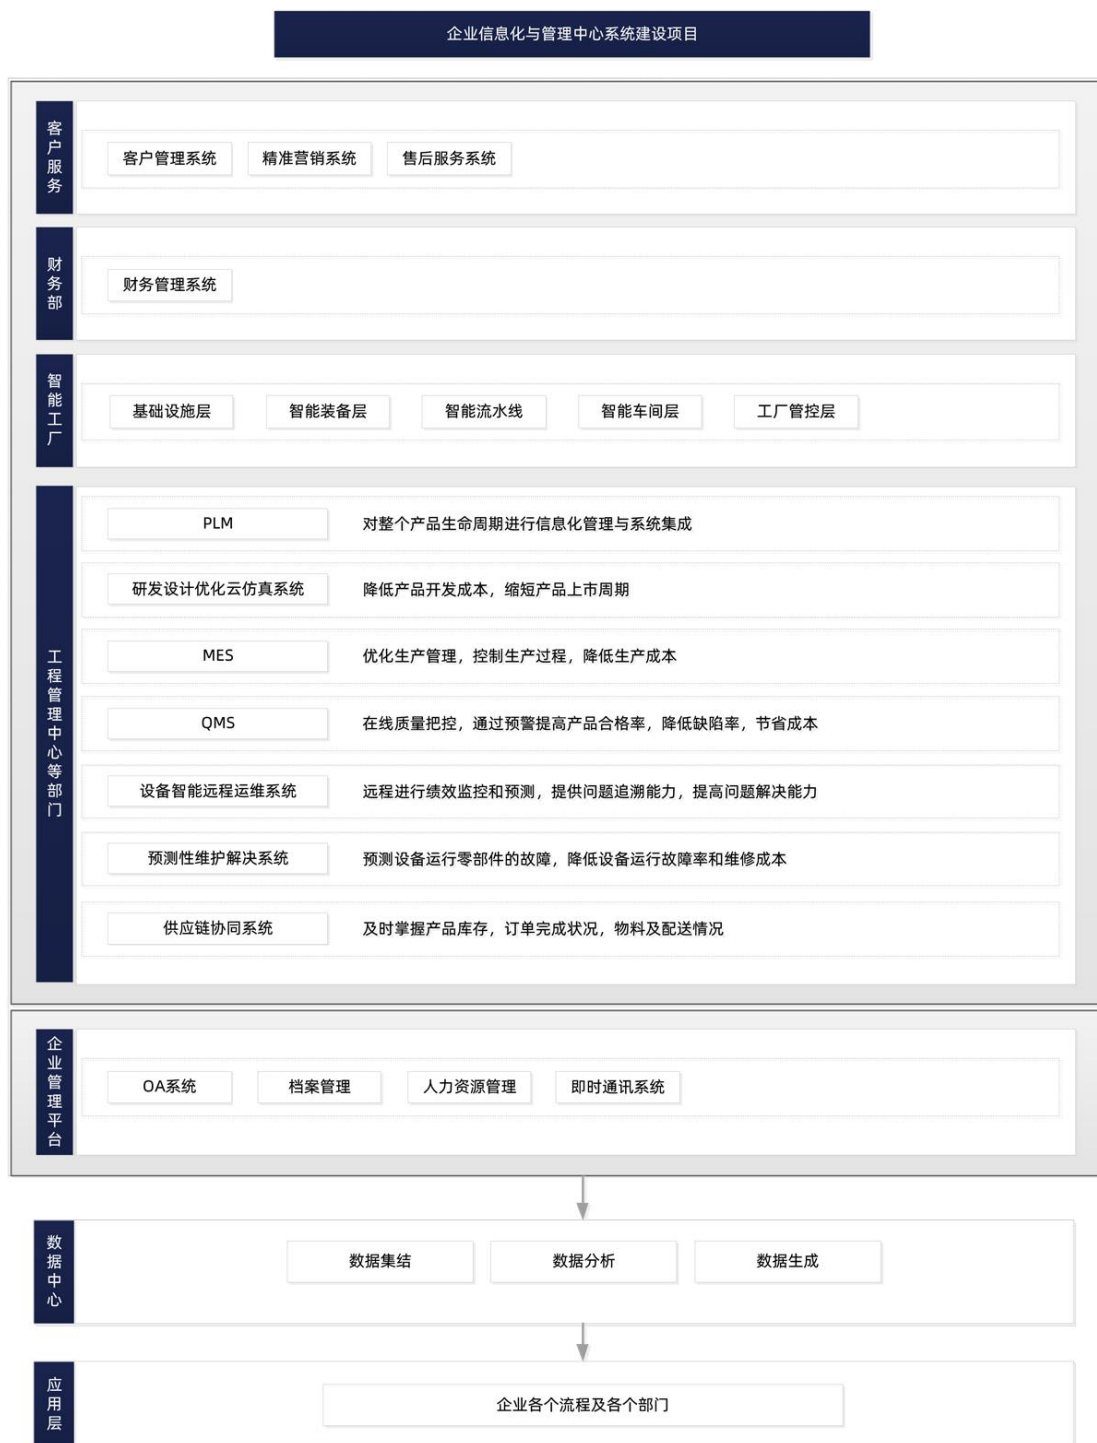 企业信息化与管理中心系统建设项目
客户服务
客户管理系统 精准营销系统 售后服务系统
财务部
财务管理系统
智能工厂
基础设施层 智能装备层 智能流水线 智能车间层 工厂管控层
工程管理中心等部门
PLM 对整个产品生命周期进行信息化管理与系统集成
研发设计优化云仿真系统 降低产品开发成本，缩短产品上市周期
MES 优化生产管理，控制生产过程，降低生产成本
QMS 在线质量把控，通过预警提高产品合格率，降低缺陷率，节省成本
设备智能远程运维系统 远程进行绩效监控和预测，提供问题追溯能力，提高问题解决能力
预测性维护解决系统 预测设备运行零部件的故障，降低设备运行故障率和维修成本
供应链协同系统 及时掌握产品库存，订单完成状况，物料及配送情况
企业管理平台
OA系统 档案管理 人力资源管理 即时通讯系统
数据中心
数据集结 数据分析 数据生成
应用层
企业各个流程及各个部门